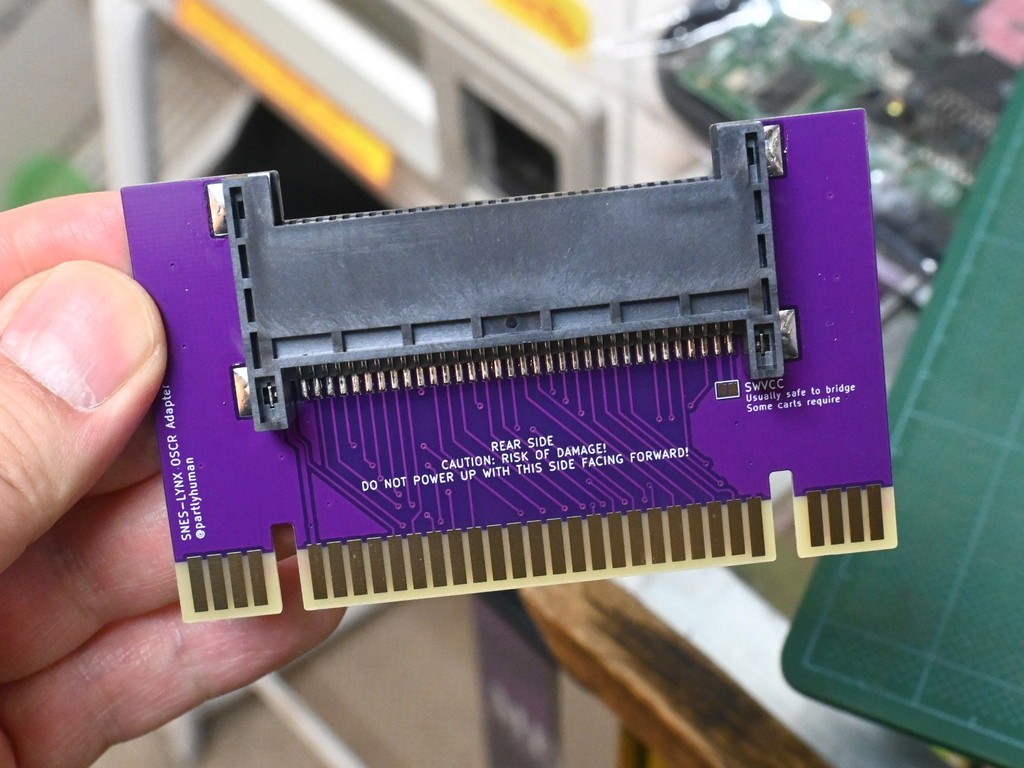 SWVCC
Usually safe to bridge
Some carts require
REAR SIDE
CAUTION: RISK OF DAMAGE!
DO NOT POWER UP WITH THIS SIDE FACING FORWARD!
SNES-LYNX OSCR Adapter
@partlyhuman